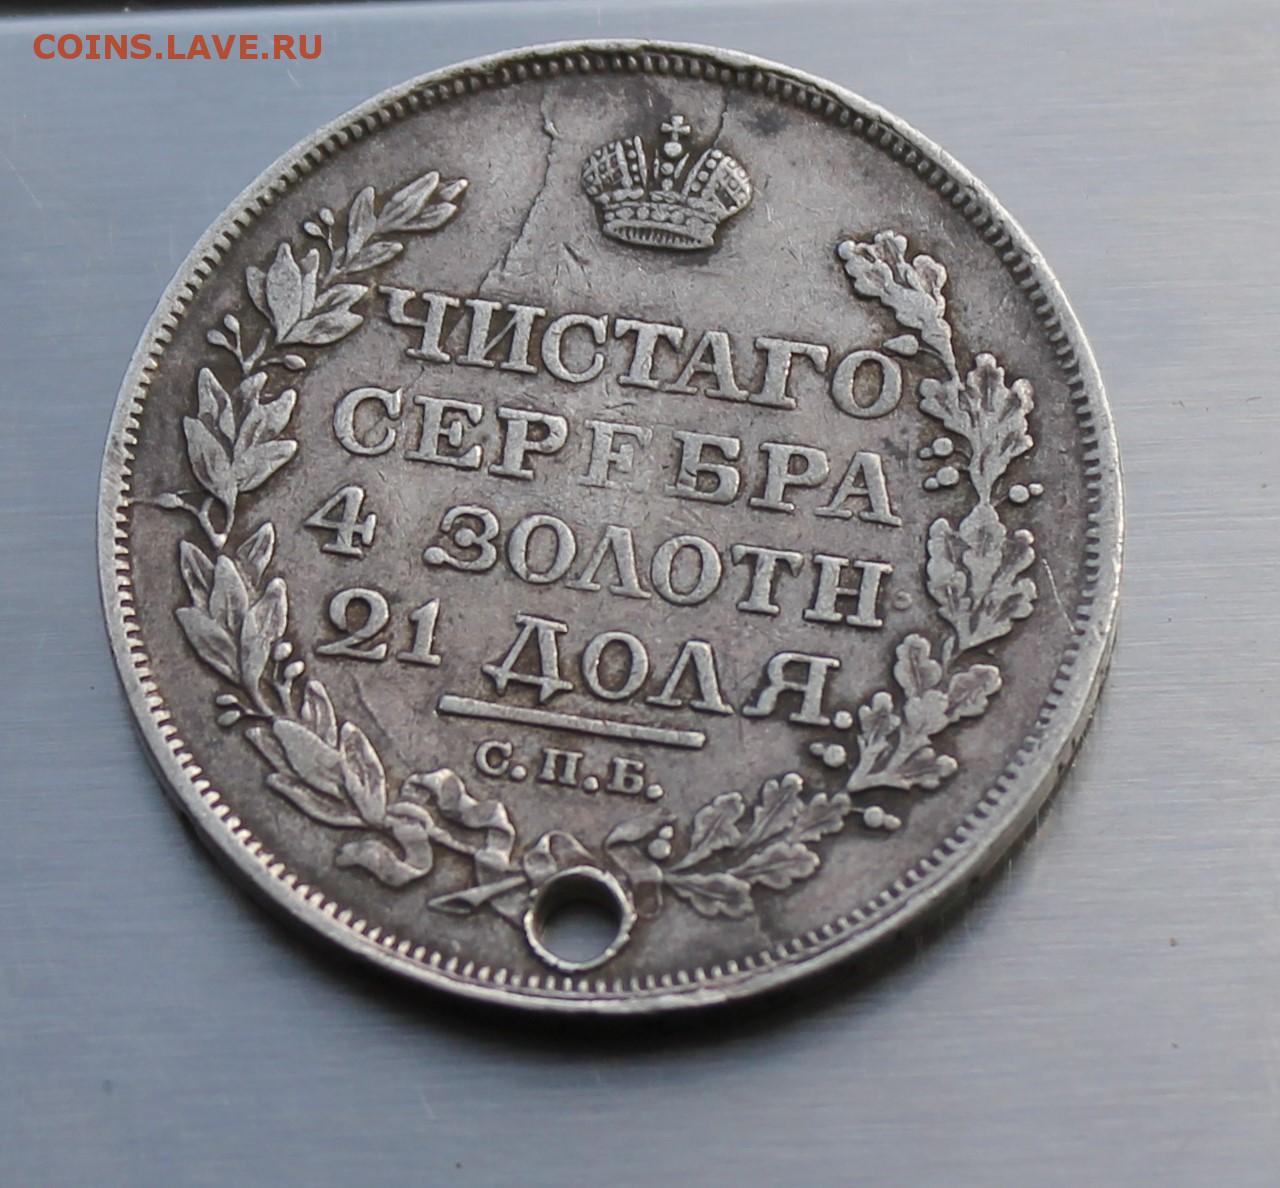 COINS.LAVE.RU
ЧИСТАГО
СЕРЕБРА
4 ЗОЛОТН.
21 ДОЛЯ.
С.П.Б.